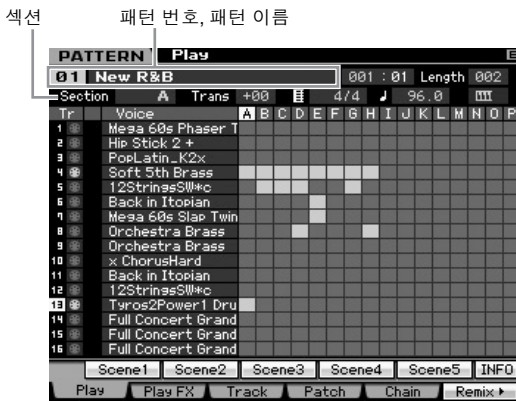 섹션 패턴 번호, 패턴 이름
PATTERN Play
01 New R&B 001 : 01 Length 002
Section A Trans +00 4/4 ♩ 96.0
Tr Voice A B C D E F G H I J K L M N O P
1 Mega 60s Phaser T
2 Hip Stick 2 +
3 PopLatin_K2x
4 Soft 5th Brass
5 12StringsSW*c
6 Back in Itopian
7 Mega 60s Slap Twin
8 Orchestra Brass
9 Orchestra Brass
10 x ChorusHard
11 Back in Itopian
12 12StringsSW*c
13 Tyros2Power1 Dru
14 Full Concert Grand
15 Full Concert Grand
16 Full Concert Grand
Scene1 Scene2 Scene3 Scene4 Scene5 INFO
Play Play FX Track Patch Chain Remix